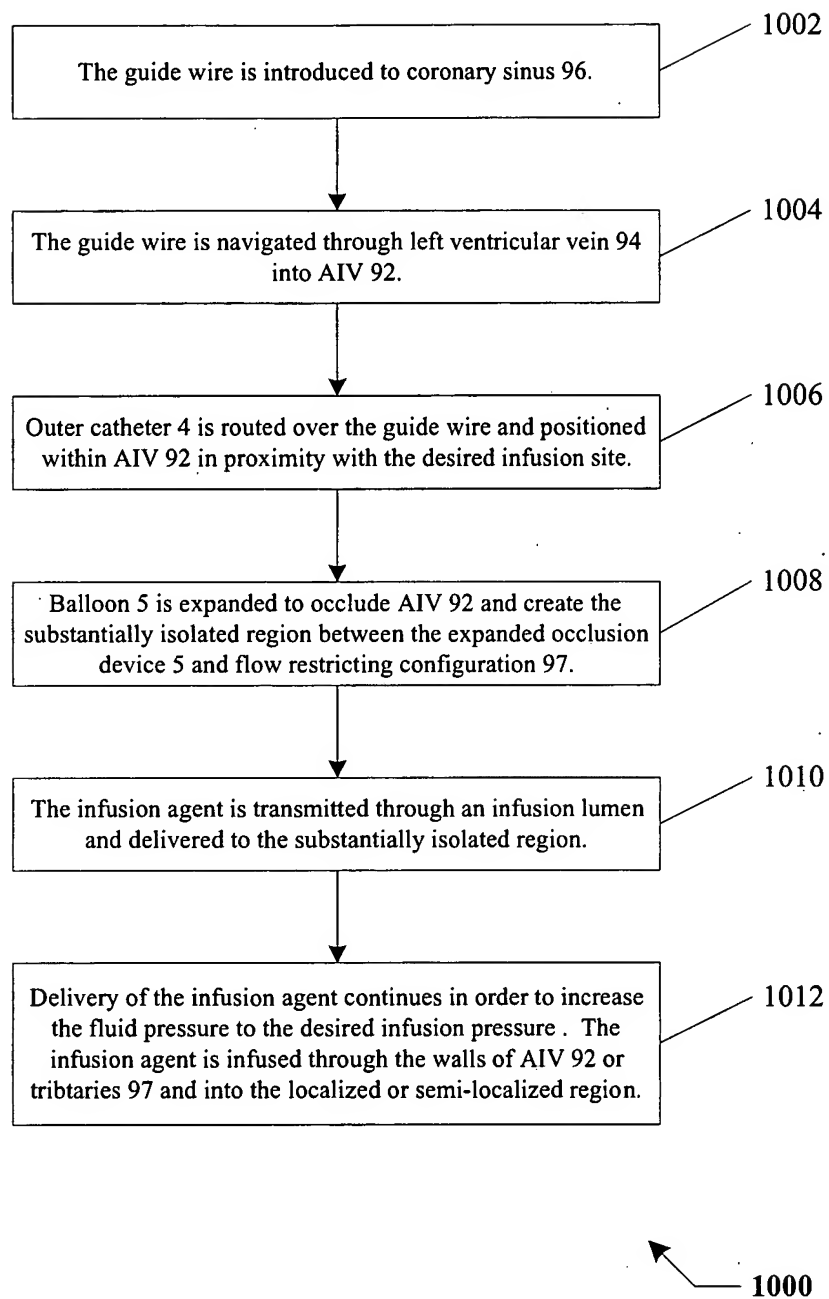 1002
The guide wire is introduced to coronary sinus 96.
1004
The guide wire is navigated through left ventricular vein 94
into AIV 92.
1006
Outer catheter 4 is routed over the guide wire and positioned
within AIV 92 in proximity with the desired infusion site.
1008
Balloon 5 is expanded to occlude AIV 92 and create the
substantially isolated region between the expanded occlusion
device 5 and flow restricting configuration 97.
1010
The infusion agent is transmitted through an infusion lumen
and delivered to the substantially isolated region.
1012
Delivery of the infusion agent continues in order to increase
the fluid pressure to the desired infusion pressure . The
infusion agent is infused through the walls of AIV 92 or
tribtaries 97 and into the localized or semi-localized region.
1000